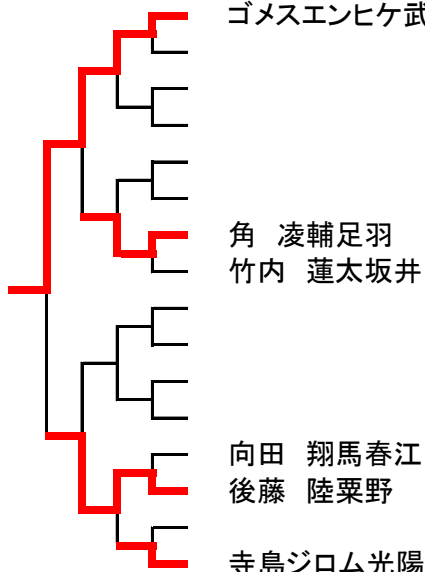 ゴメスエンヒケ武
角　凌輔足羽
竹内　蓮太坂井
向田　翔馬春江
後藤　陸粟野
寺島ジロム光陽